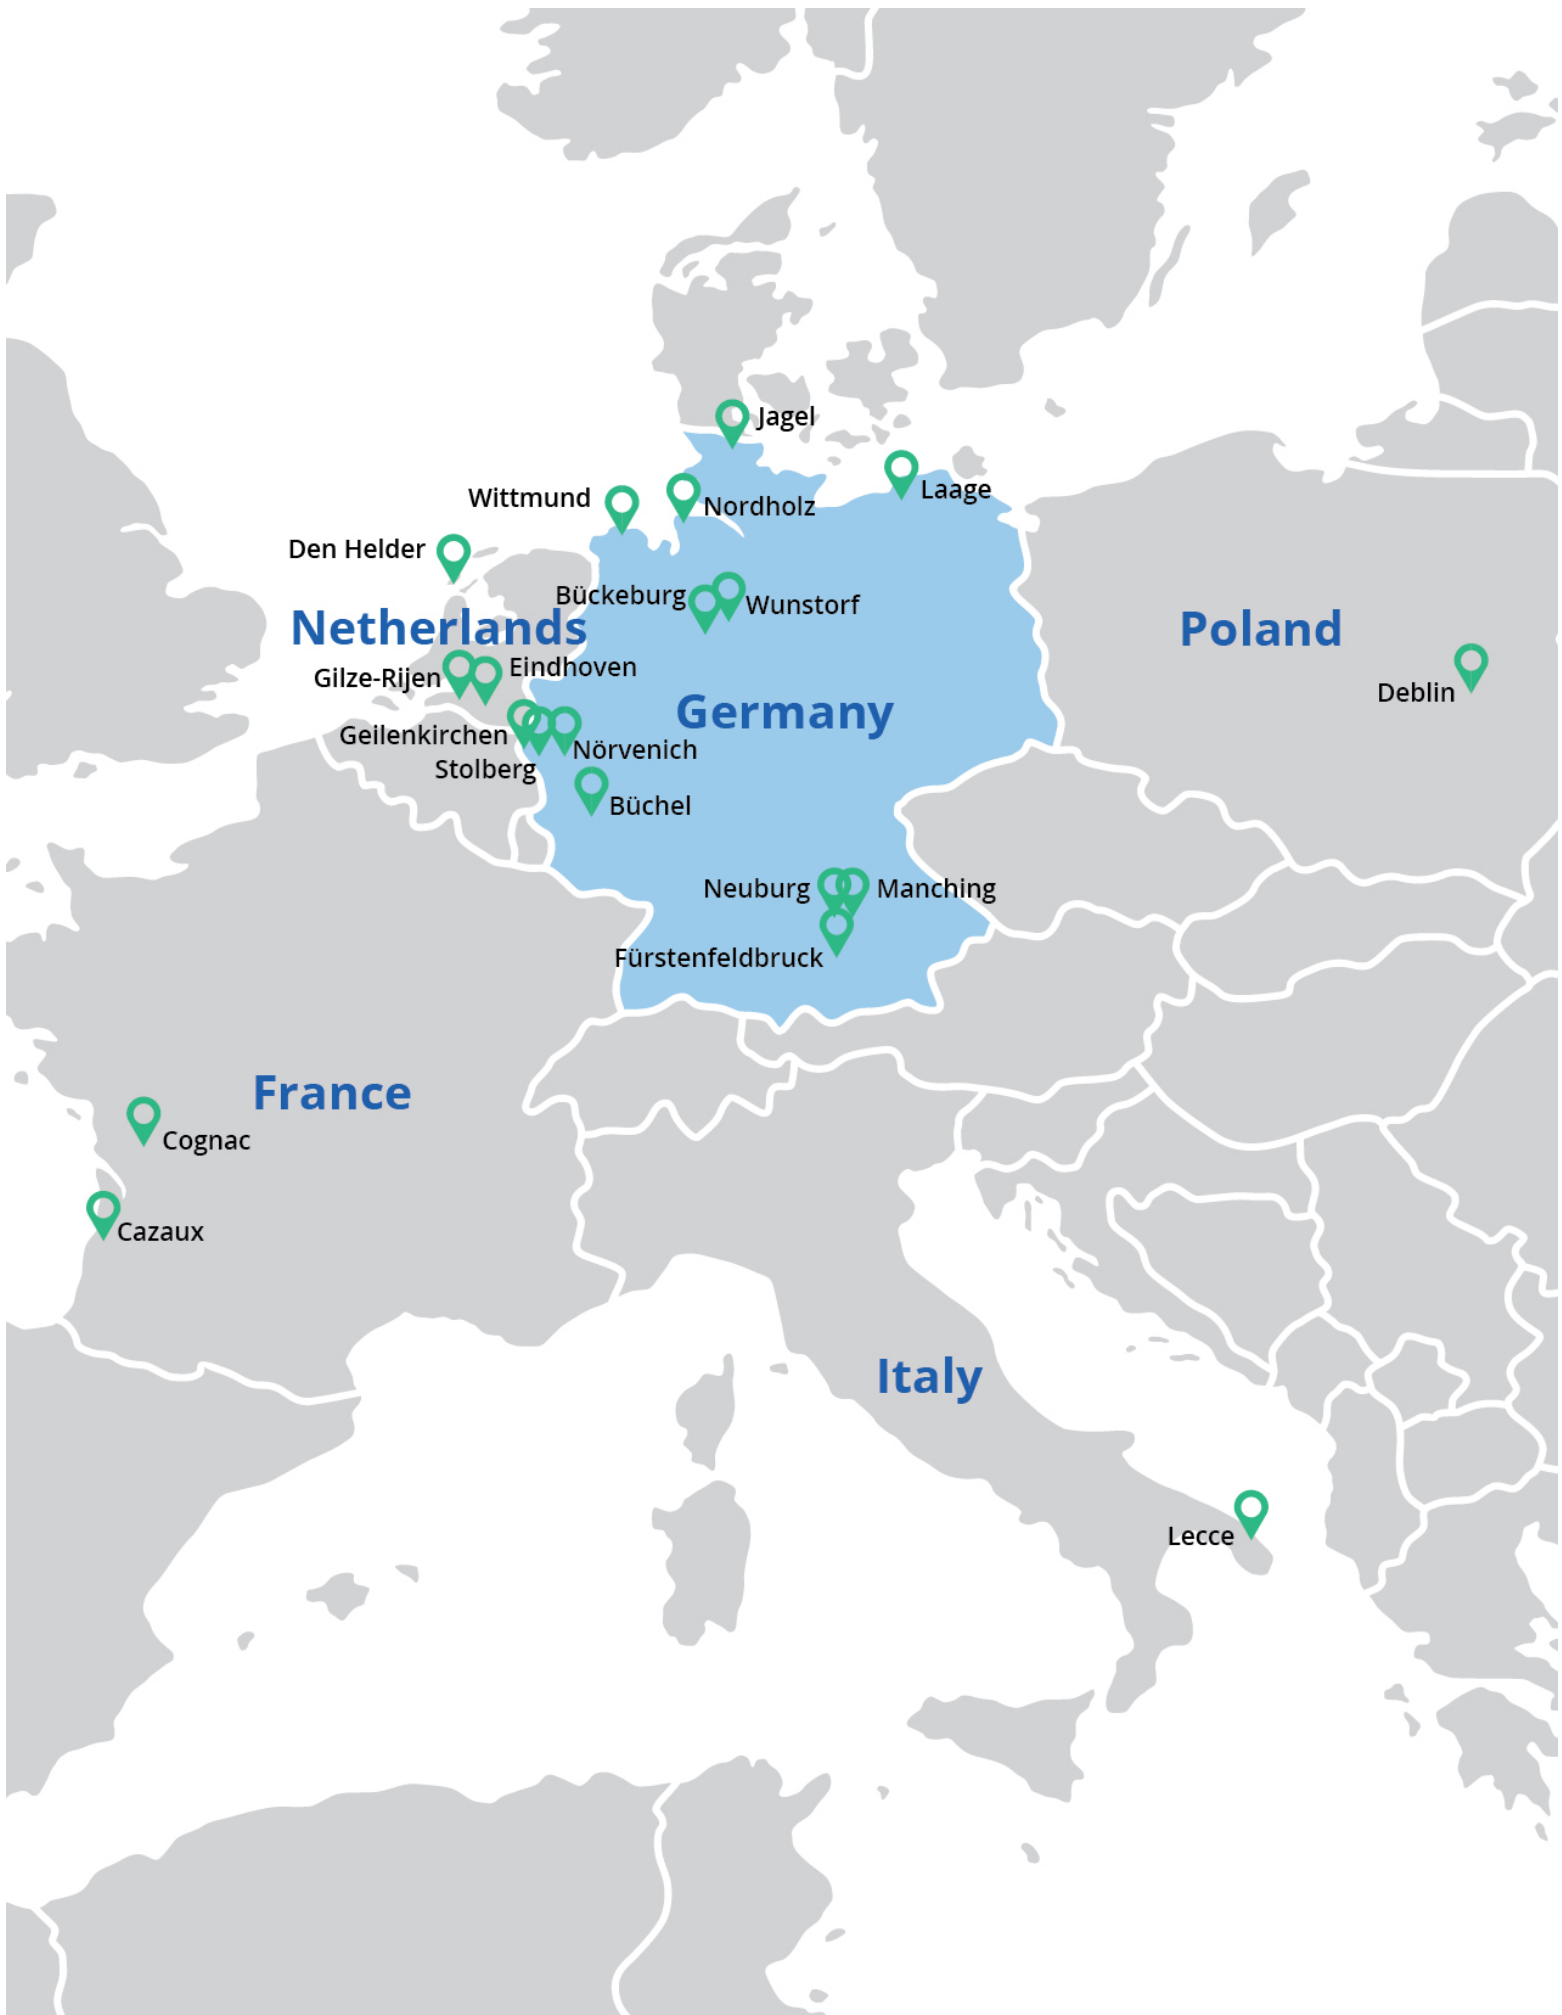 Jagel
Laage
Wittmund
Nordholz
Den Helder
Bückeburg
Wunstorf
Netherlands
Poland
Gilze-Rijen
Eindhoven
Deblin
Germany
Geilenkirchen
Nörvenich
Stolberg
Büchel
Neuburg
Manching
Fürstenfeldbruck
France
Cognac
Cazaux
Italy
Lecce